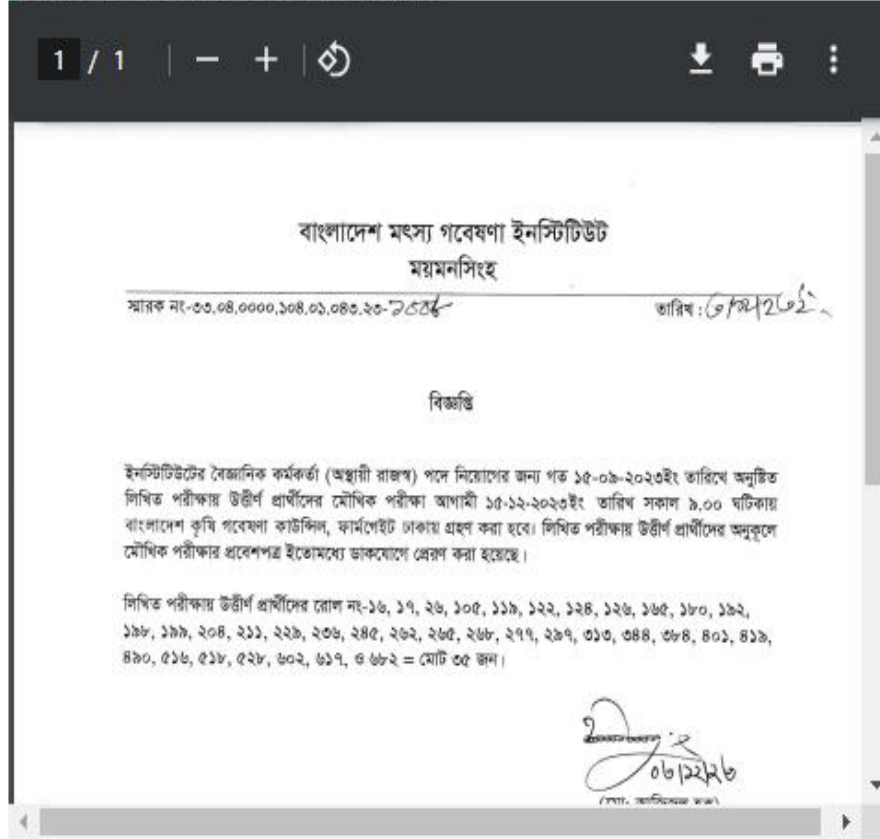 1 / 1
বাংলাদেশ মৎস্য গবেষণা ইনস্টিটিউট
ময়মনসিংহ
স্মারক নং-৩৩.০৪.০০০০.১০৪.০১.০৪৩.২৩-
তারিখ :
বিজ্ঞপ্তি
ইনস্টিটিউটের বৈজ্ঞানিক কর্মকর্তা (অস্থায়ী রাজস্ব) পদে নিয়োগের জন্য গত ১৫-০৯-২০২৩ইং তারিখে অনুষ্টিত
লিখিত পরীক্ষায় উত্তীর্ণ প্রার্থীদের মৌখিক পরীক্ষা আগামী ১৫-১২-২০২৩ইং তারিখ সকাল ৯.০০ ঘটিকায়
বাংলাদেশ কৃষি গবেষণা কাউন্সিল, ফার্মগেইট ঢাকায় গ্রহণ করা হবে। লিখিত পরীক্ষায় উত্তীর্ণ প্রার্থীদের অনুকূলে
মৌখিক পরীক্ষার প্রবেশপত্র ইতোমধ্যে ডাকযোগে প্রেরণ করা হয়েছে।
লিখিত পরীক্ষায় উত্তীর্ণ প্রার্থীদের রোল নং-১৬, ১৭, ২৬, ১০৫, ১১৯, ১২২, ১২৪, ১২৬, ১৬৫, ১৮০, ১৯২,
১৯৮, ১৯৯, ২০৪, ২১১, ২২৯, ২৩৬, ২৪৫, ২৬২, ২৬৫, ২৬৮, ২৭৭, ২৯৭, ৩১৩, ৩৪৪, ৩৮৪, ৪০১, ৪১৯,
৪৯০, ৫১৬, ৫১৮, ৫২৮, ৬০২, ৬১৭, ও ৬৮২ = মোট ৩৫ জন।